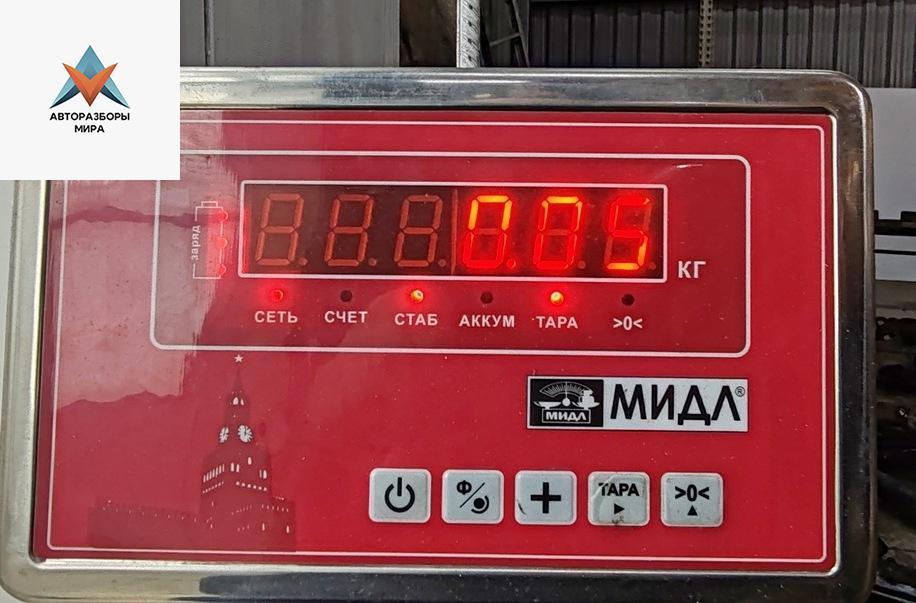 АВТОРАЗБОРЫ
МИРА
заряд
0.05
КГ
СЕТЬ СЧЕТ СТАБ АККУМ ТАРА >0<
МИДЛ МИДЛ®
Ф ТАРА >0<